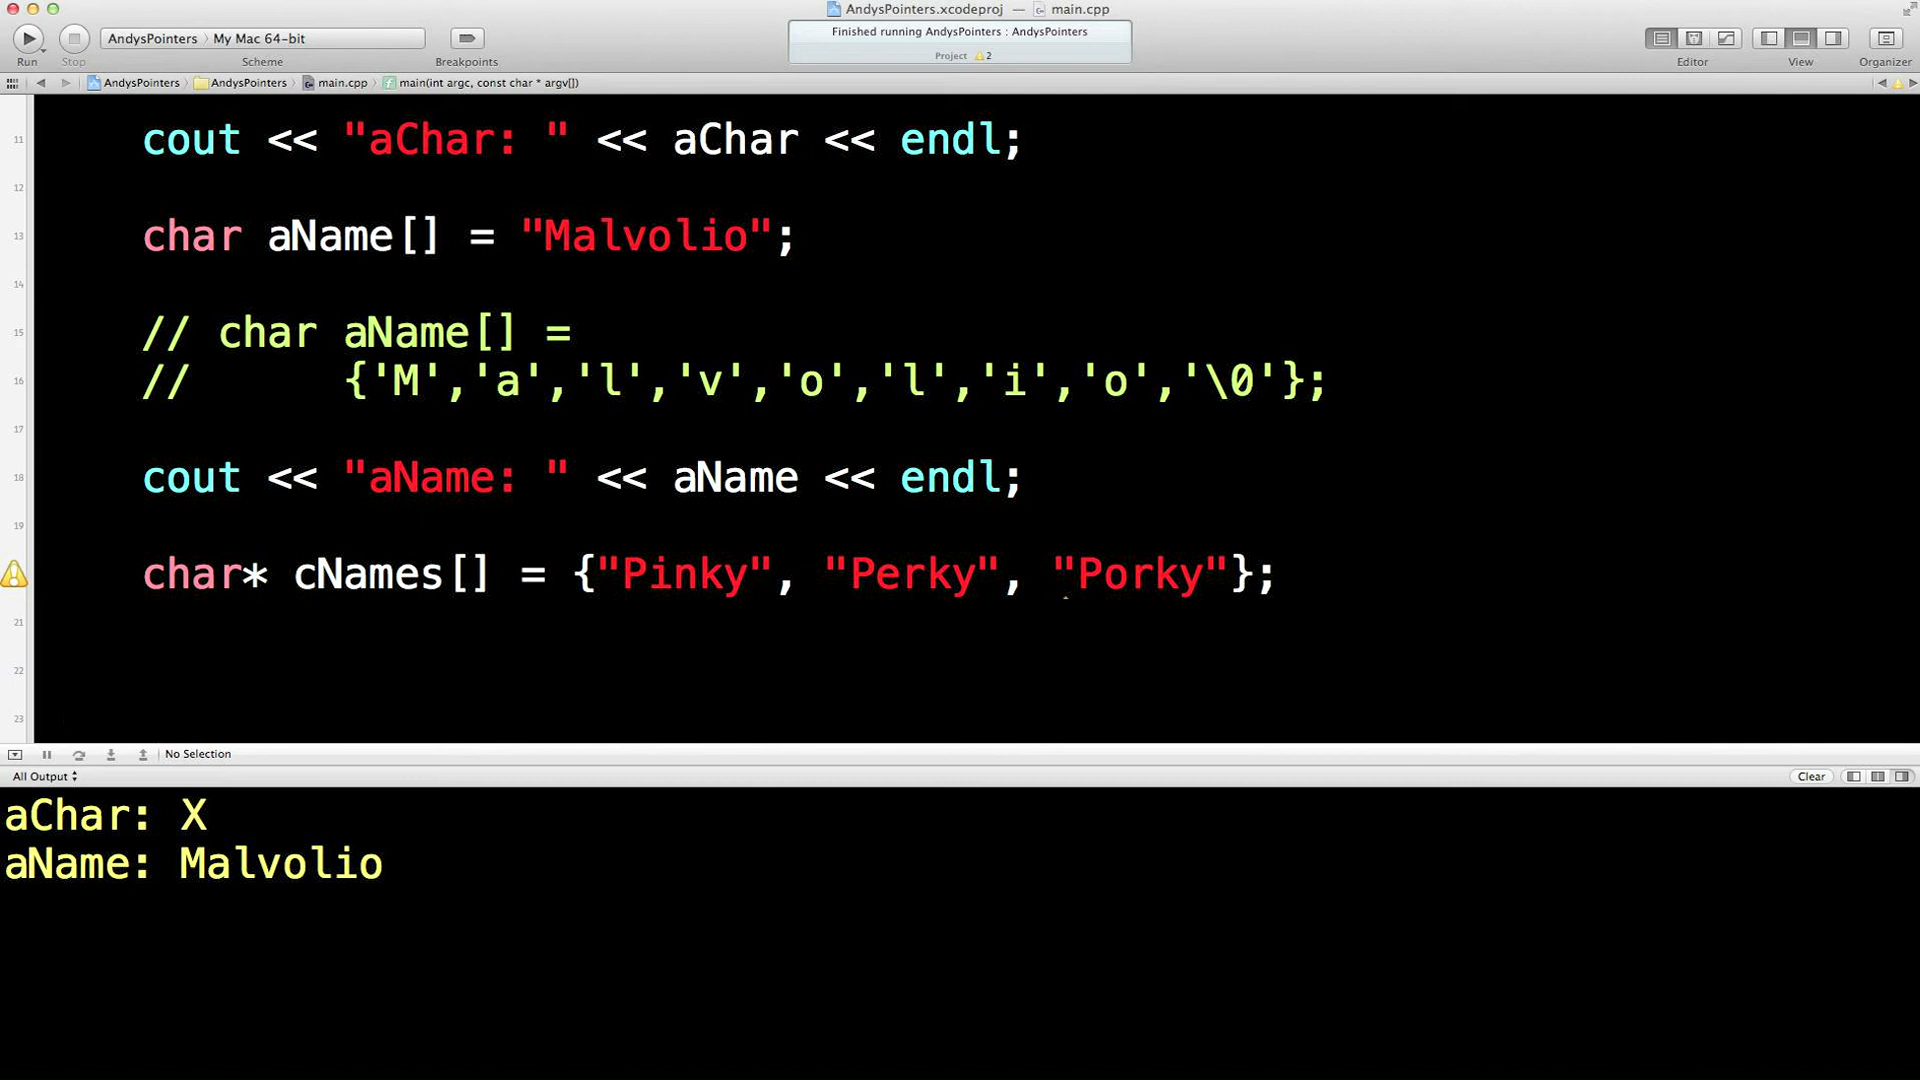 AndysPointers.xcodeproj — main.cpp
AndysPointers › My Mac 64-bit
Finished running AndysPointers : AndysPointers
Project 2
Run Stop Scheme Breakpoints Editor View Organizer
AndysPointers AndysPointers main.cpp main(int argc, const char * argv[])
11 cout << "aChar: " << aChar << endl;
12
13 char aName[] = "Malvolio";
14
15 // char aName[] =
16 // {'M','a','l','v','o','l','i','o','\0'};
17
18 cout << "aName: " << aName << endl;
19
char* cNames[] = {"Pinky", "Perky", "Porky"};
21
22
23
No Selection
All Output Clear
aChar: X
aName: Malvolio